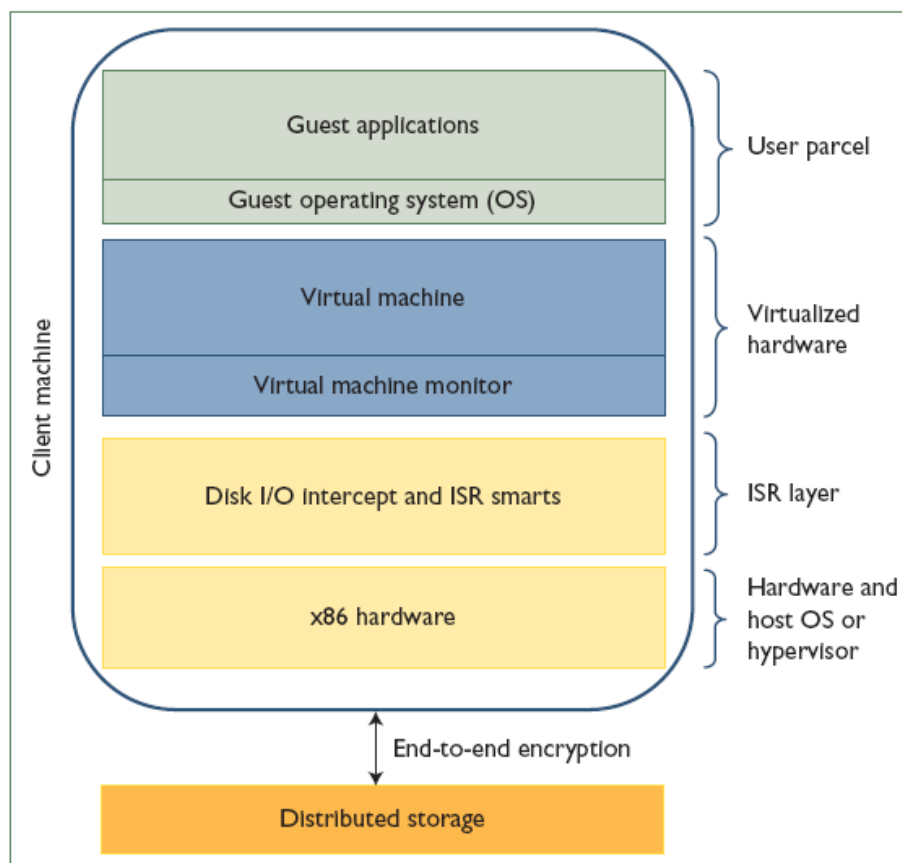 Guest applications
Guest operating system (OS)
User parcel
Virtual machine
Virtual machine monitor
Virtualized
hardware
Client machine
Disk I/O intercept and ISR smarts
ISR layer
x86 hardware
Hardware and
host OS or
hypervisor
End-to-end encryption
Distributed storage